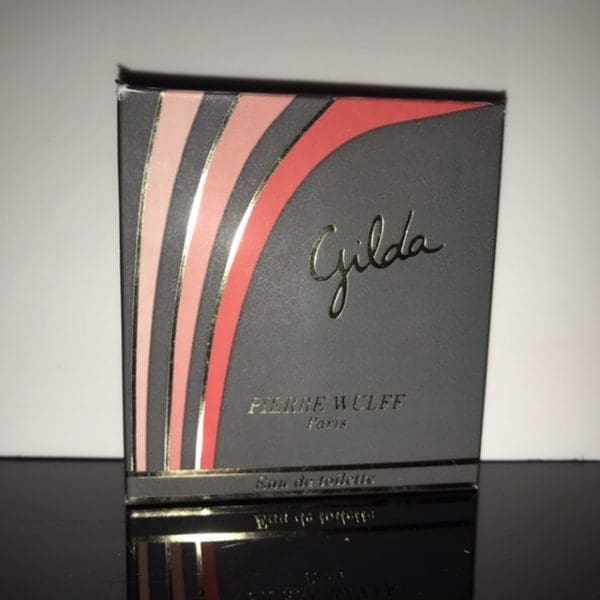 Gilda
PIERRE WULFF
Paris
Eau de toilette